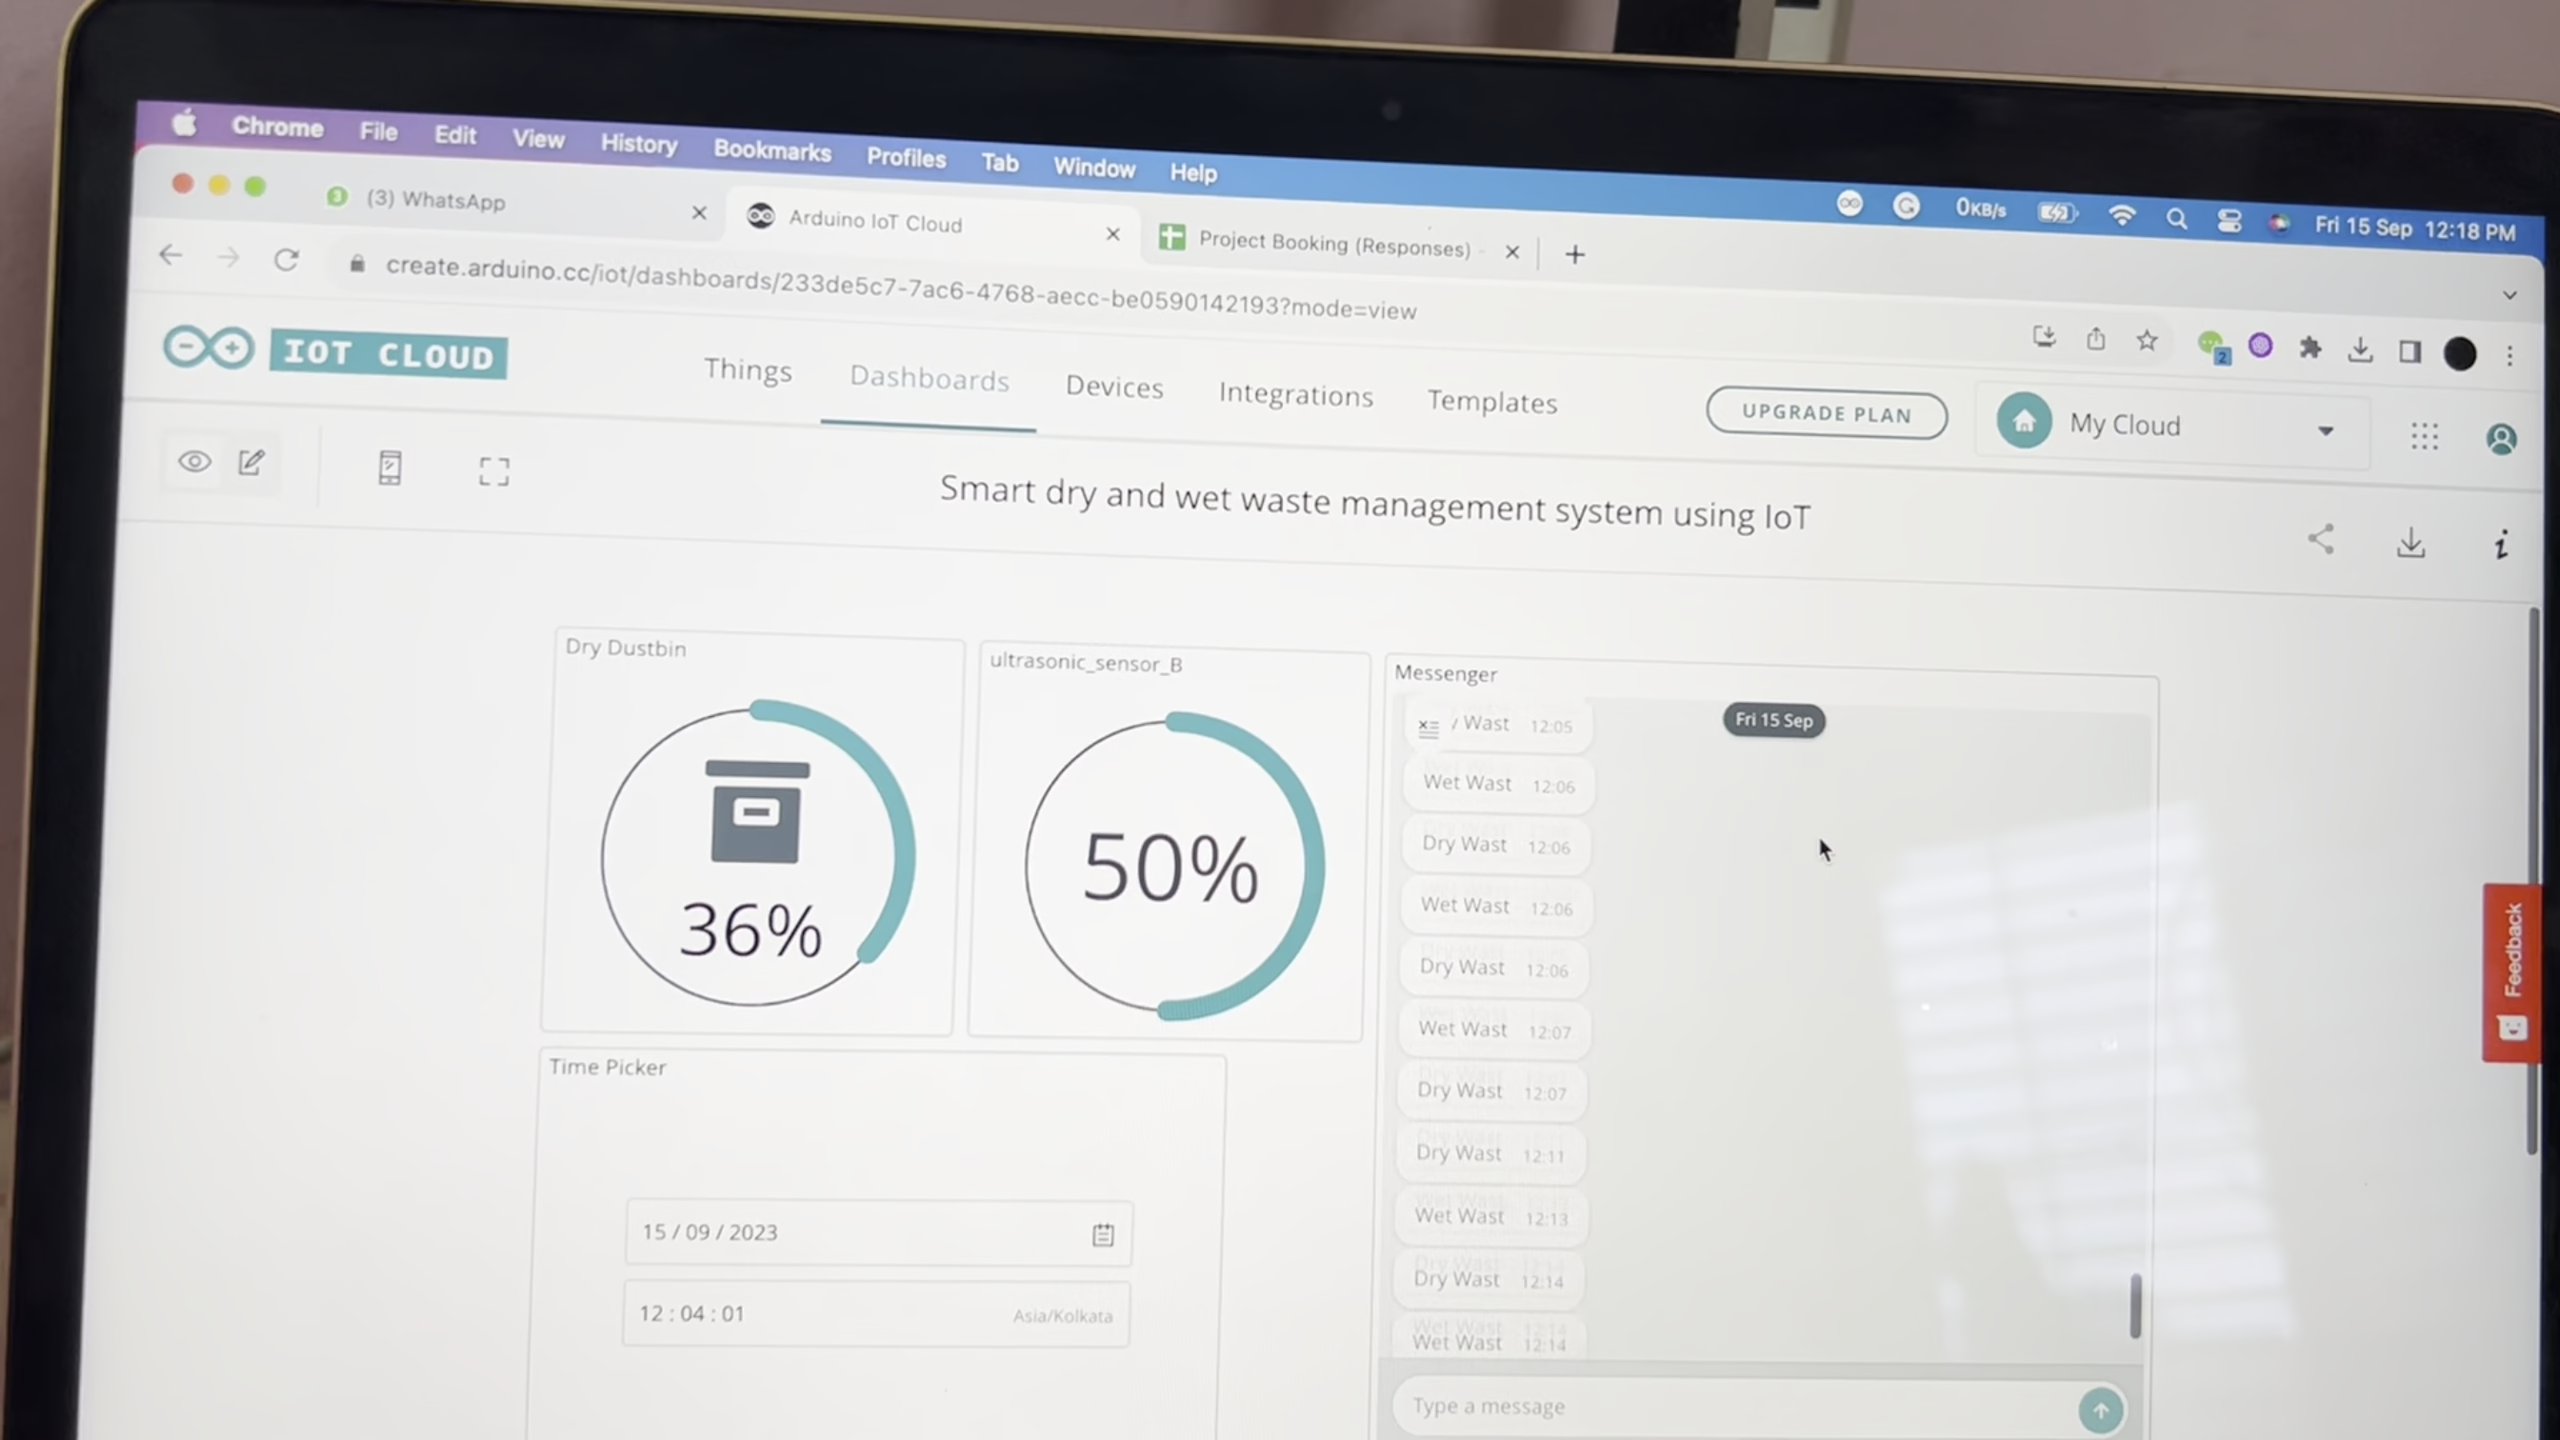 Chrome File Edit View History Bookmarks Profiles Tab Window Help
0KB/s Fri 15 Sep 12:18 PM
(3) WhatsApp
Arduino IoT Cloud
Project Booking (Responses)
create.arduino.cc/iot/dashboards/233de5c7-7ac6-4768-aecc-be0590142193?mode=view
2
IOT CLOUD
Things Dashboards Devices Integrations Templates
UPGRADE PLAN
My Cloud
Smart dry and wet waste management system using IoT
Dry Dustbin
36%
ultrasonic_sensor_B
50%
Messenger
Fri 15 Sep
Wast 12:05
Wet Wast 12:06
Dry Wast 12:06
Wet Wast 12:06
Dry Wast 12:06
Wet Wast 12:07
Dry Wast 12:07
Dry Wast 12:11
Wet Wast 12:13
Dry Wast 12:14
Wet Wast 12:14
Type a message
Time Picker
15 / 09 / 2023
12 : 04 : 01 Asia/Kolkata
Feedback